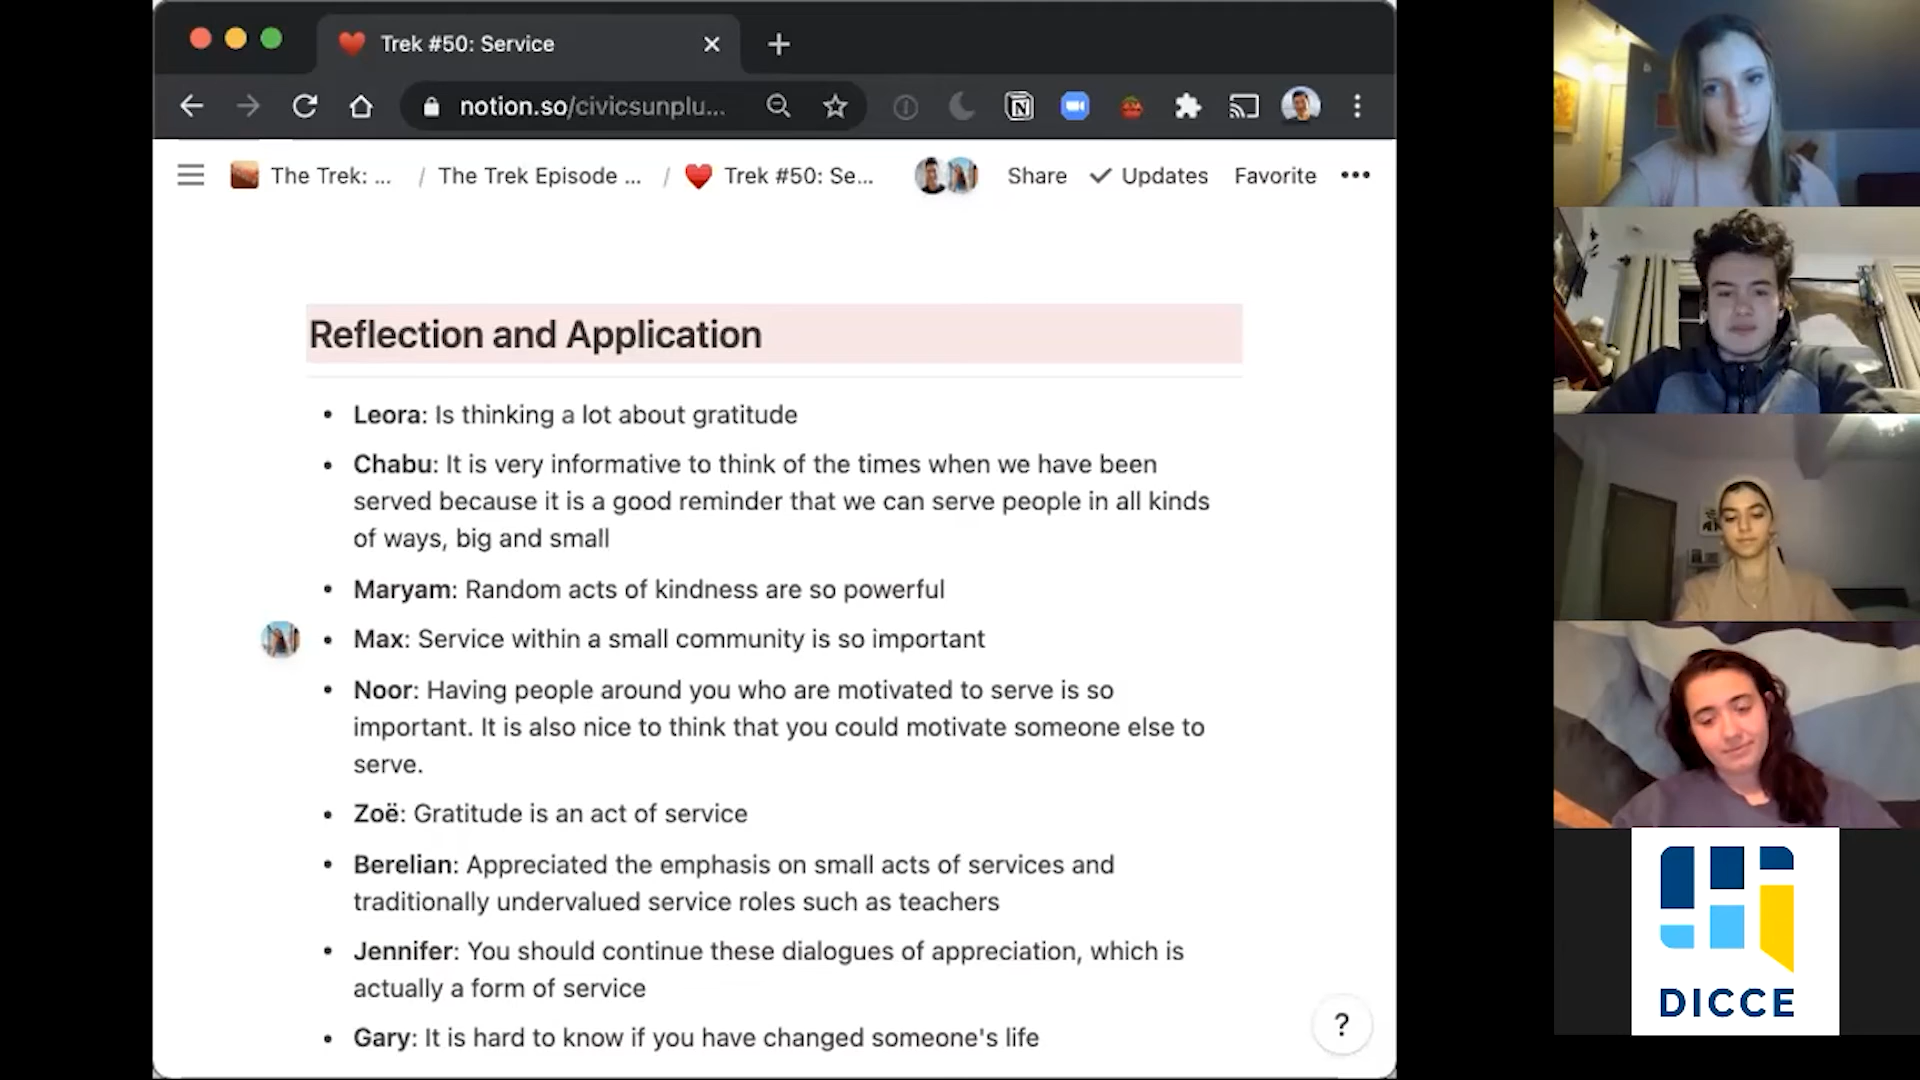 Trek #50: Service
notion.so/civicsunplu...
The Trek: ... / The Trek Episode ... / Trek #50: Se... Share Updates Favorite
Reflection and Application
• Leora: Is thinking a lot about gratitude
• Chabu: It is very informative to think of the times when we have been
served because it is a good reminder that we can serve people in all kinds
of ways, big and small
• Maryam: Random acts of kindness are so powerful
• Max: Service within a small community is so important
• Noor: Having people around you who are motivated to serve is so
important. It is also nice to think that you could motivate someone else to
serve.
• Zoë: Gratitude is an act of service
• Berelian: Appreciated the emphasis on small acts of services and
traditionally undervalued service roles such as teachers
• Jennifer: You should continue these dialogues of appreciation, which is
actually a form of service
• Gary: It is hard to know if you have changed someone's life
?
DICCE